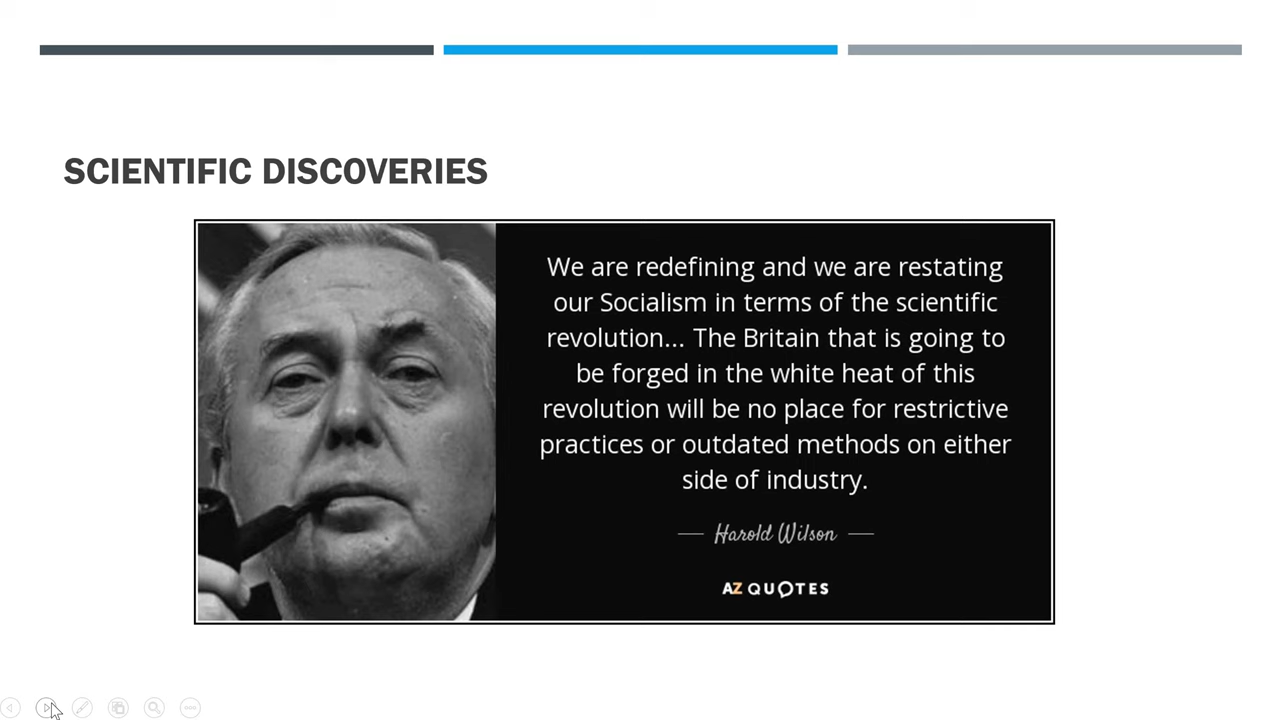 SCIENTIFIC DISCOVERIES
We are redefining and we are restating
our Socialism in terms of the scientific
revolution... The Britain that is going to
be forged in the white heat of this
revolution will be no place for restrictive
practices or outdated methods on either
side of industry.
Harold Wilson
AZ QUOTES